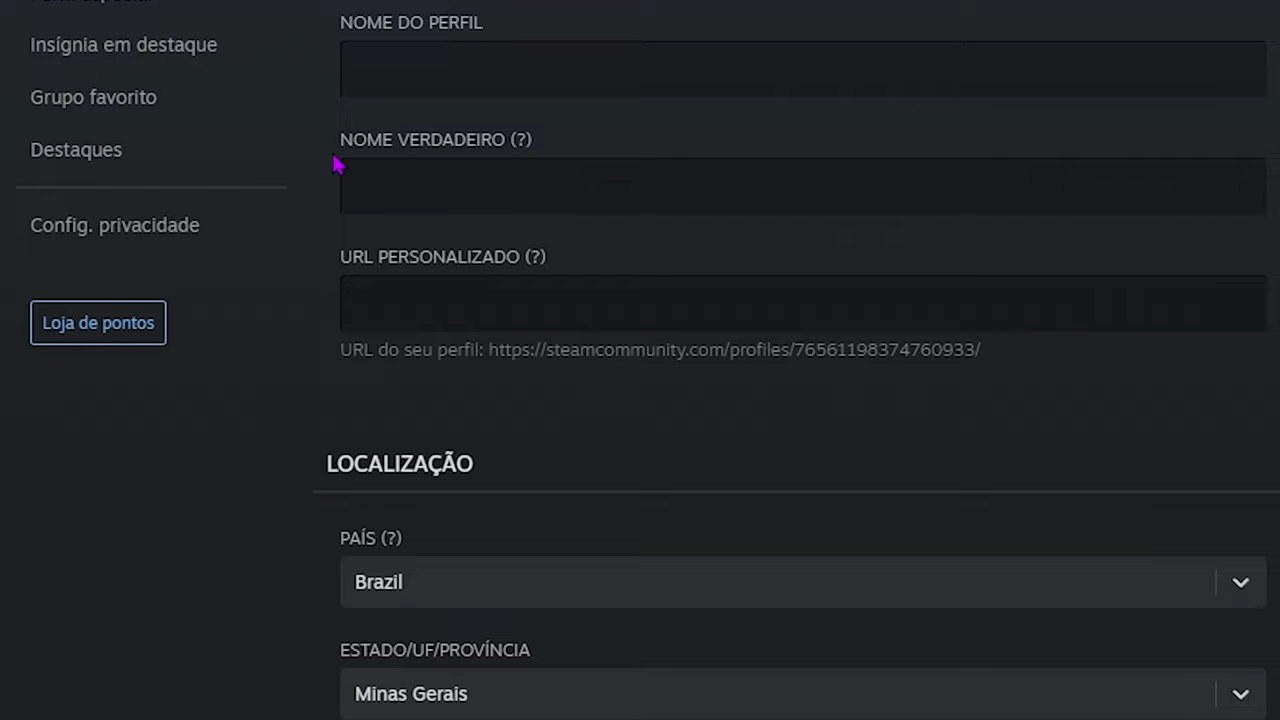 Insígnia em destaque
Grupo favorito
Destaques
Config. privacidade
Loja de pontos
NOME DO PERFIL
NOME VERDADEIRO (?)
URL PERSONALIZADO (?)
URL do seu perfil: https://steamcommunity.com/profiles/76561198374760933/
LOCALIZAÇÃO
PAÍS (?)
Brazil
ESTADO/UF/PROVÍNCIA
Minas Gerais